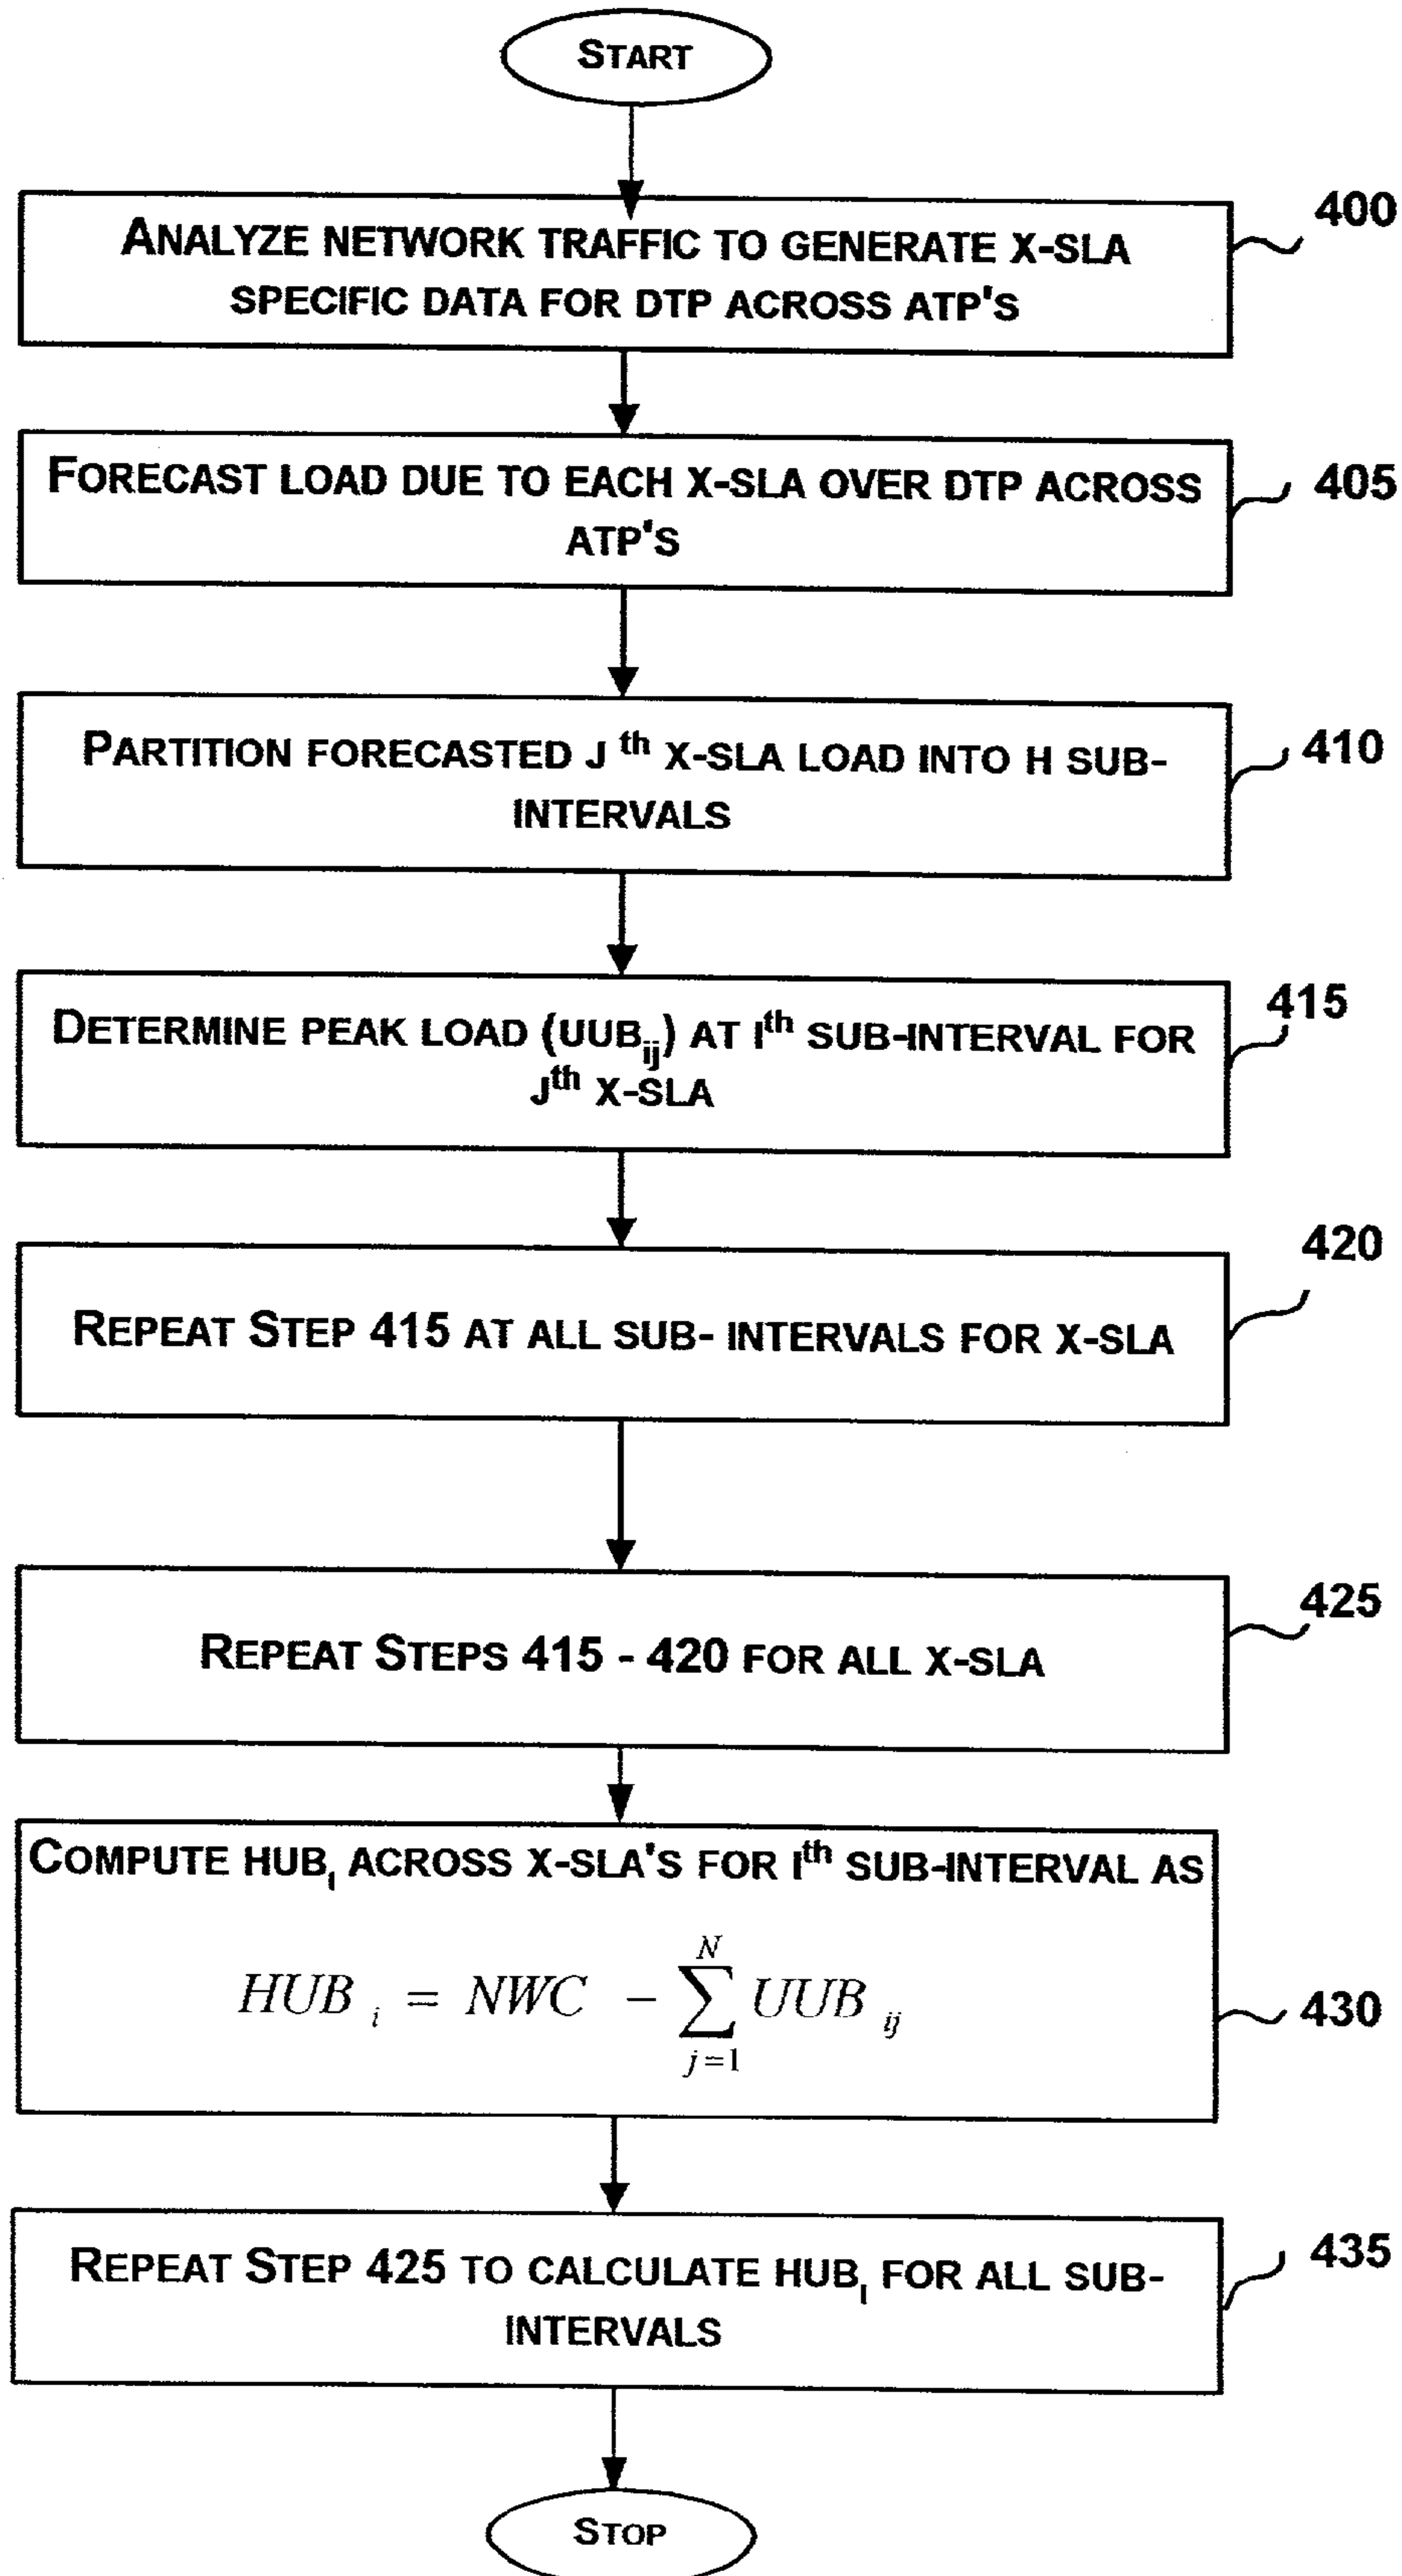 START
ANALYZE NETWORK TRAFFIC TO GENERATE X-SLA
SPECIFIC DATA FOR DTP ACROSS ATP'S
400
FORECAST LOAD DUE TO EACH X-SLA OVER DTP ACROSS
ATP'S
405
PARTITION FORECASTED J th X-SLA LOAD INTO H SUB-
INTERVALS
410
DETERMINE PEAK LOAD (UUBij) AT Ith SUB-INTERVAL FOR
Jth X-SLA
415
REPEAT STEP 415 AT ALL SUB- INTERVALS FOR X-SLA
420
REPEAT STEPS 415 - 420 FOR ALL X-SLA
425
COMPUTE HUBI ACROSS X-SLA'S FOR Ith SUB-INTERVAL AS
HUB i = NWC - ∑ j=1 N UUB ij
430
REPEAT STEP 425 TO CALCULATE HUBI FOR ALL SUB-
INTERVALS
435
STOP